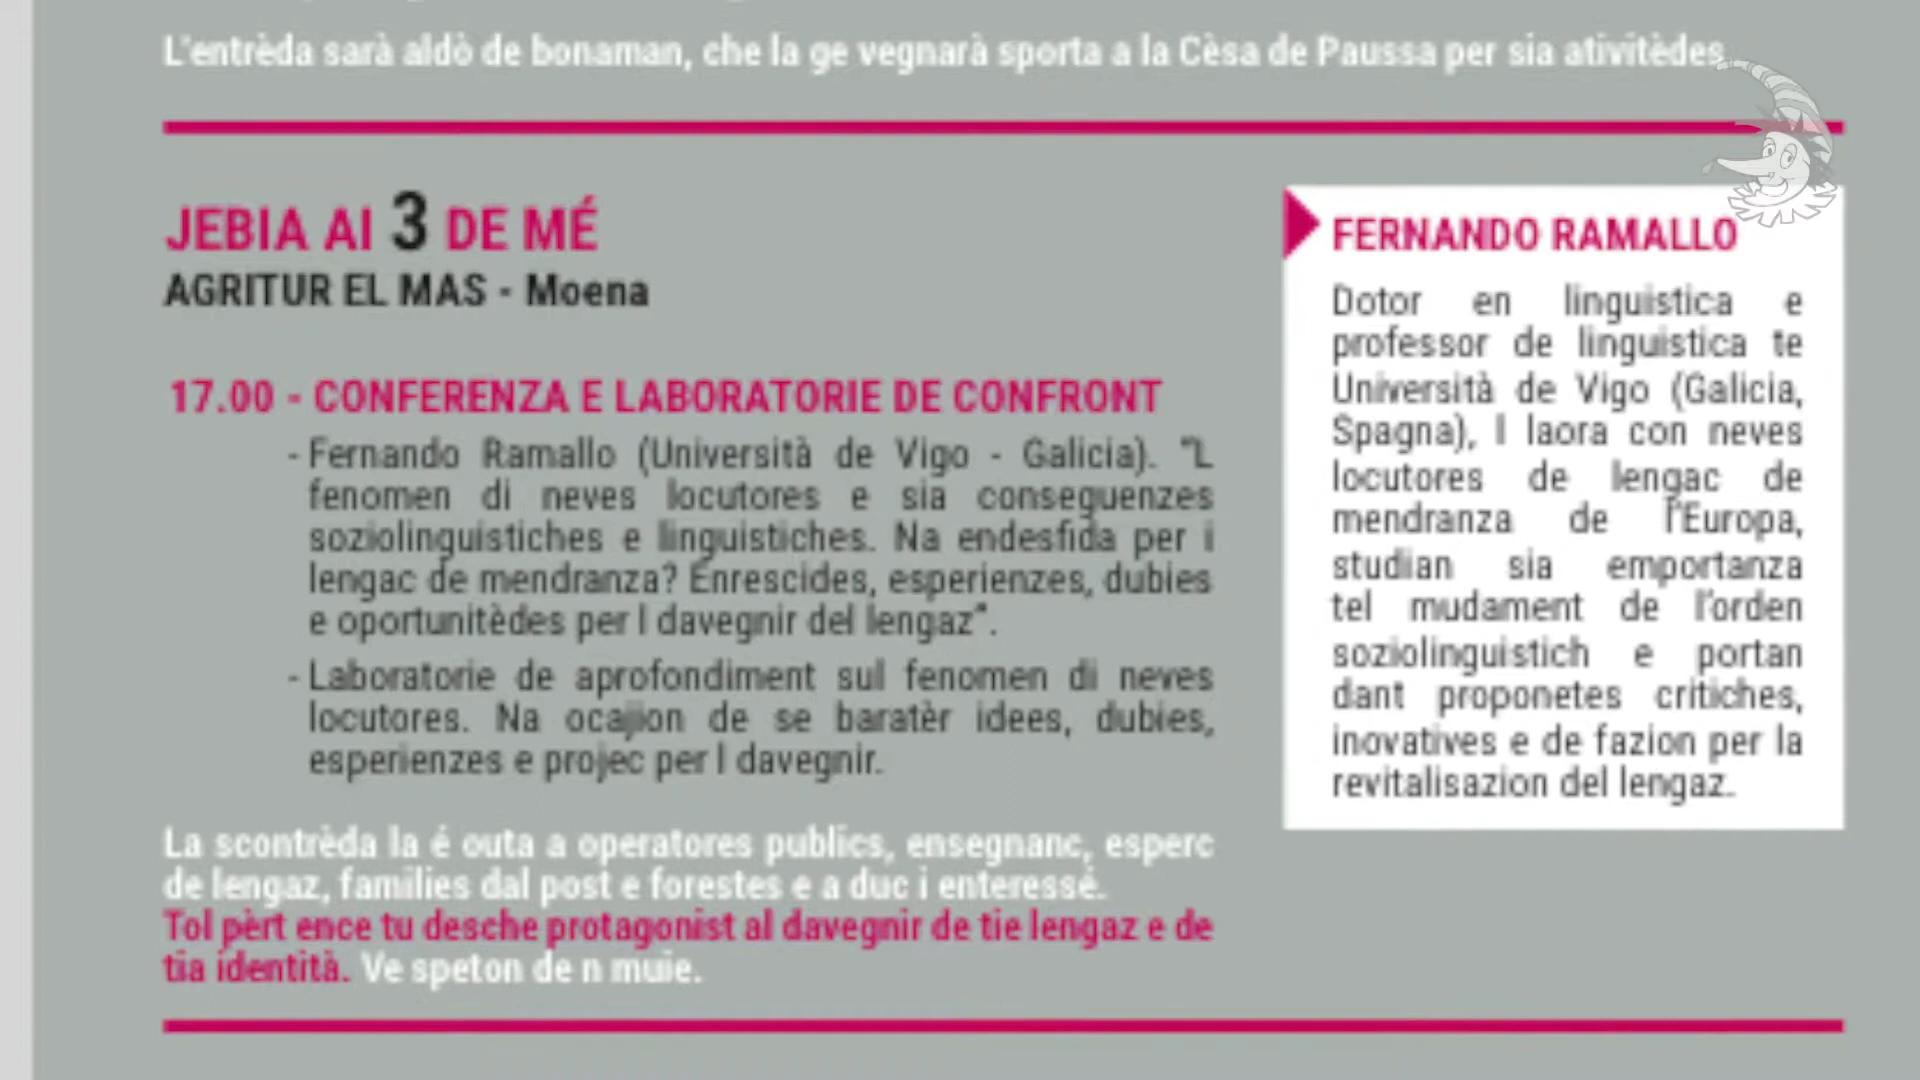 L'entrèda sarà aldò de bonaman, che la ge vegnarà sporta a la Cèsa de Paussa per sia ativitèdes.
JEBIA AI 3 DE MÉ
AGRITUR EL MAS - Moena
17.00 - CONFERENZA E LABORATORIE DE CONFRONT
- Fernando Ramallo (Università de Vigo - Galicia). "L
fenomen di neves locutores e sia conseguenzes
soziolinguistiches e linguistiches. Na endesfida per i
lengac de mendranza? Enrescides, esperienzes, dubies
e oportunitèdes per l davegnir del lengaz".
- Laboratorie de aprofondiment sul fenomen di neves
locutores. Na ocajion de se baratèr idees, dubies,
esperienzes e projec per l davegnir.
La scontrèda la é outa a operatores publics, ensegnanc, esperc
de lengaz, families dal post e forestes e a duc i enteressé.
Tol pèrt ence tu desche protagonist al davegnir de tie lengaz e de
tia identità. Ve speton de n muie.
FERNANDO RAMALLO
Dotor en linguistica e
professor de linguistica te
Università de Vigo (Galicia,
Spagna), l laora con neves
locutores de lengac de
mendranza de l'Europa,
studian sia emportanza
tel mudament de l'orden
soziolinguistich e portan
dant proponetes critiches,
inovatives e de fazion per la
revitalisazion del lengaz.